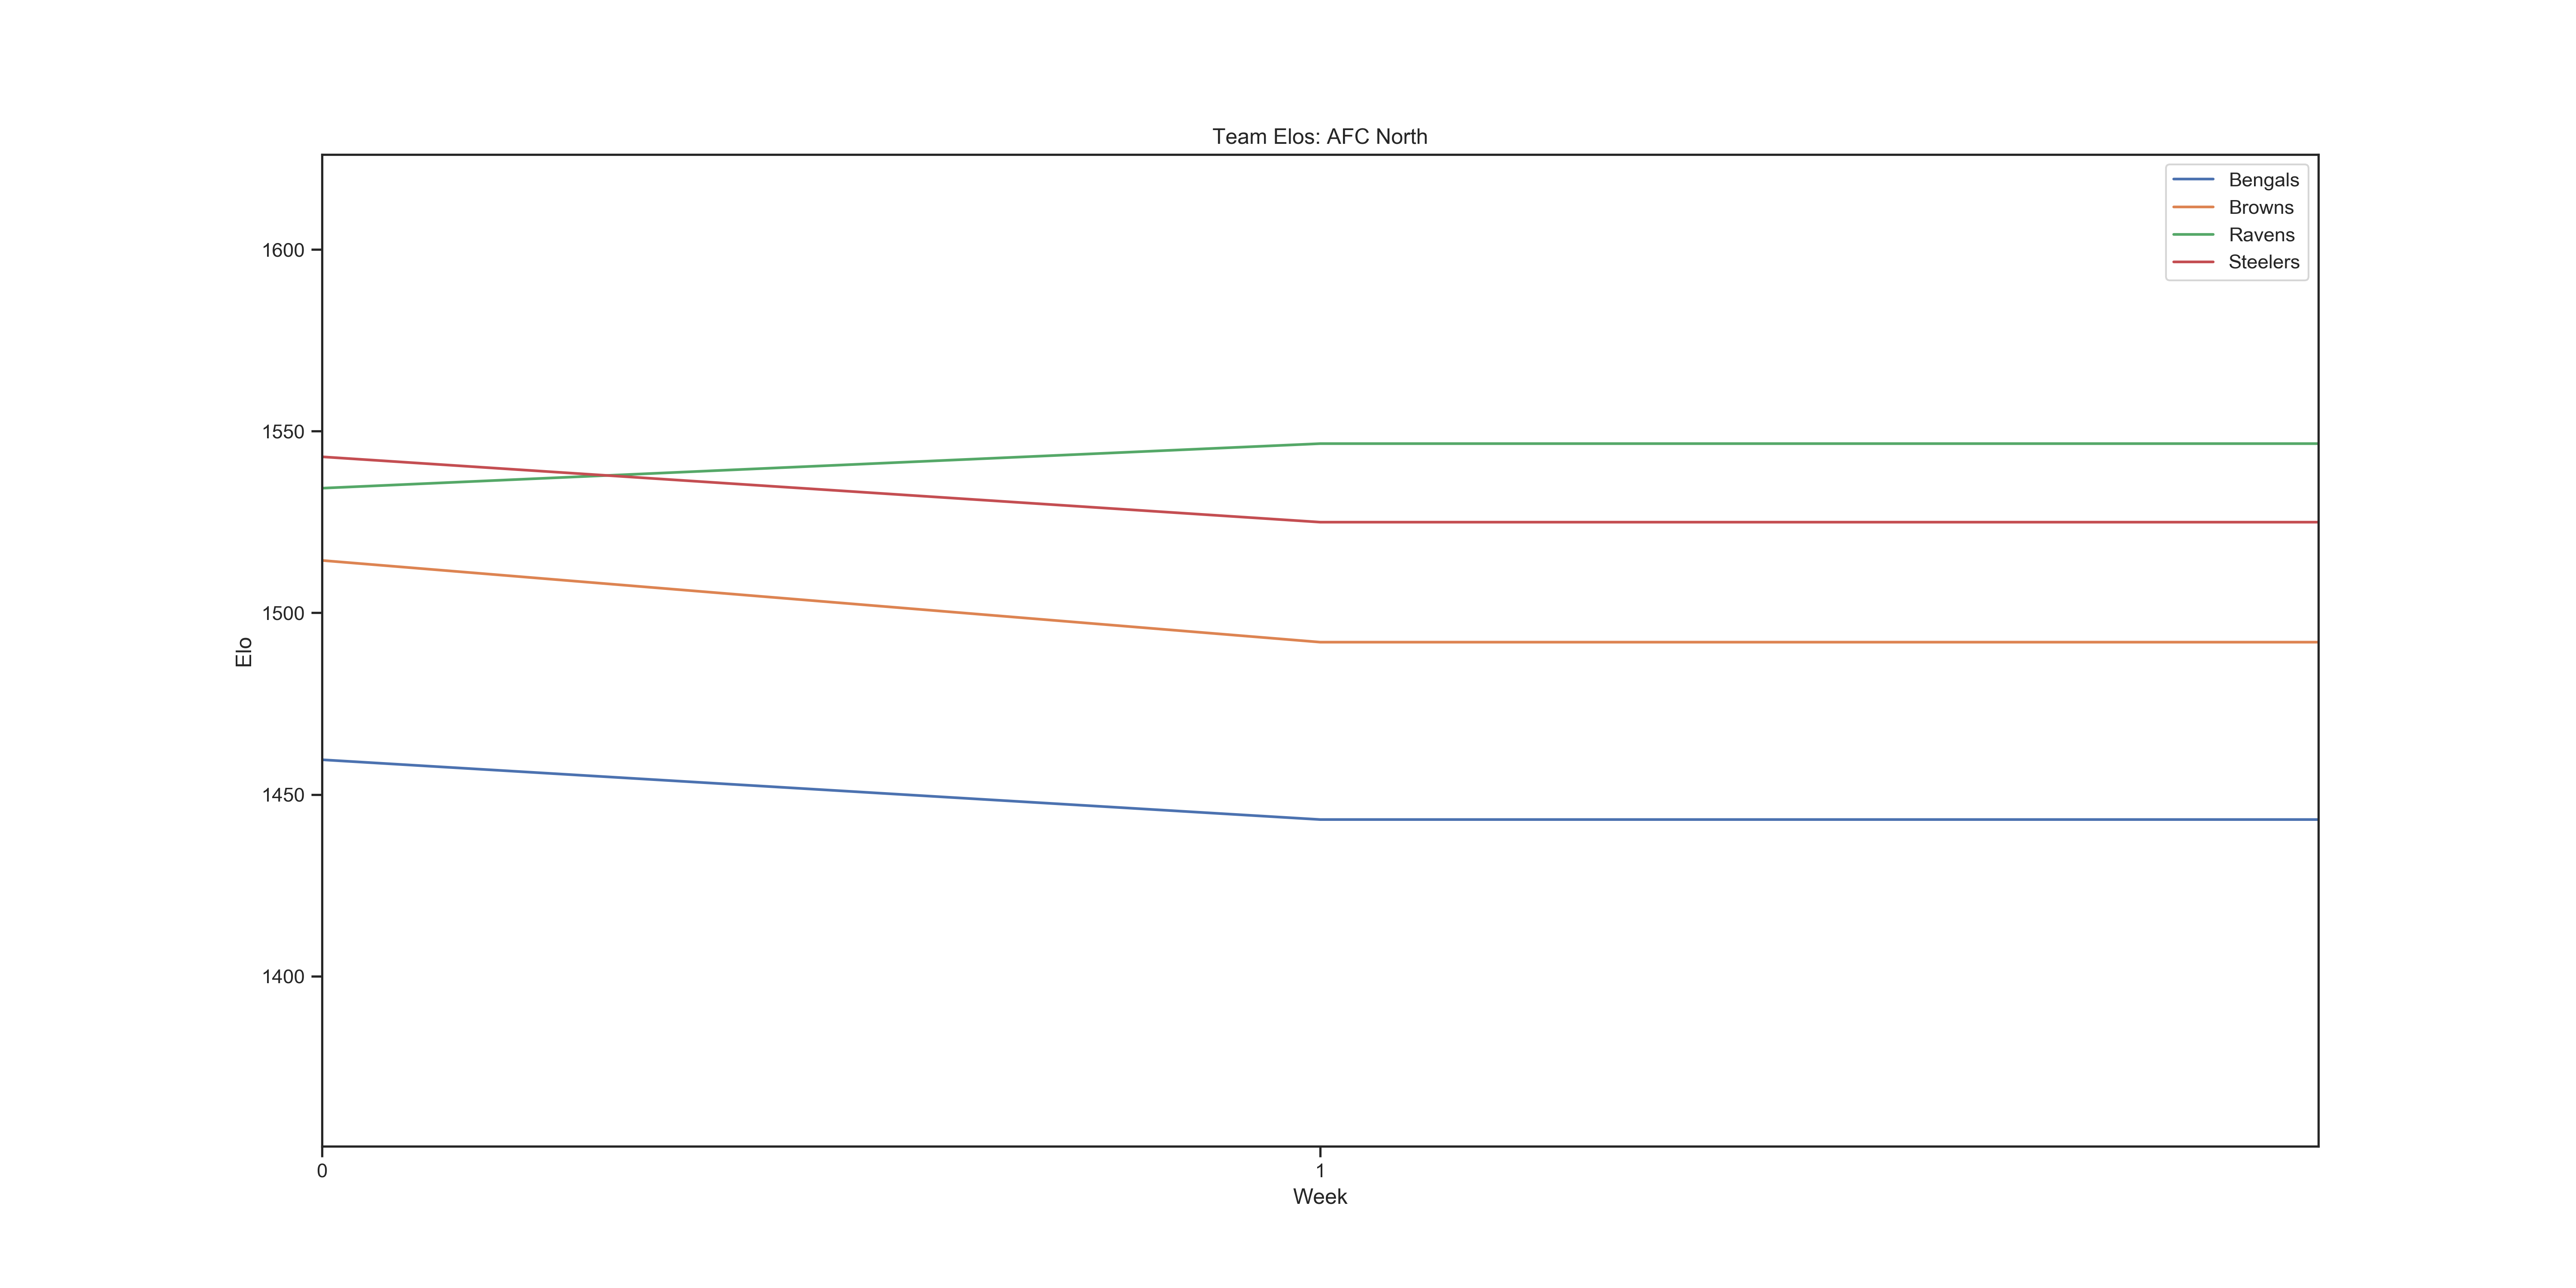 Team Elos: AFC North
Bengals
Browns
Ravens
Steelers
1600
1550
1500
1450
1400
Elo
0
1
Week